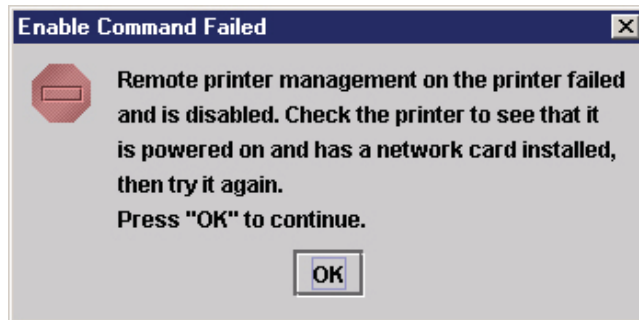 Enable Command Failed
Remote printer management on the printer failed
and is disabled. Check the printer to see that it
is powered on and has a network card installed,
then try it again.
Press "OK" to continue.
OK